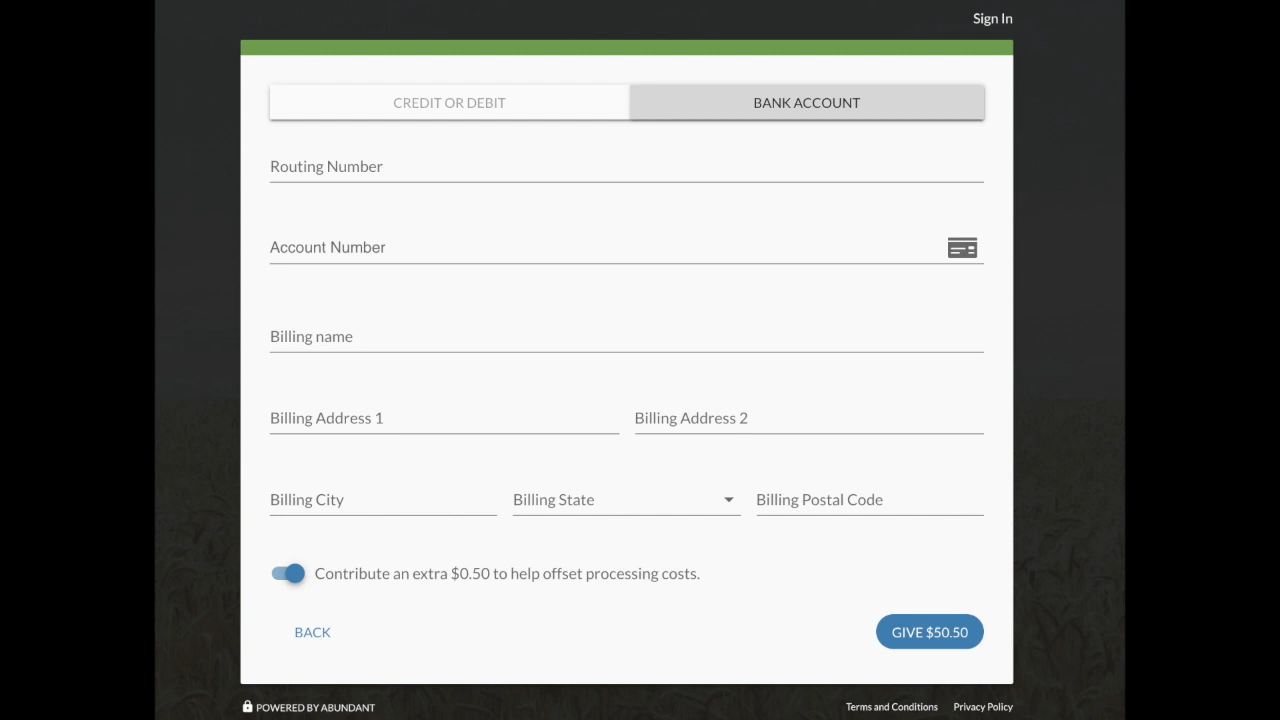 Sign In
CREDIT OR DEBIT BANK ACCOUNT
Routing Number
Account Number
Billing name
Billing Address 1 Billing Address 2
Billing City Billing State Billing Postal Code
Contribute an extra $0.50 to help offset processing costs.
BACK GIVE $50.50
POWERED BY ABUNDANT Terms and Conditions Privacy Policy